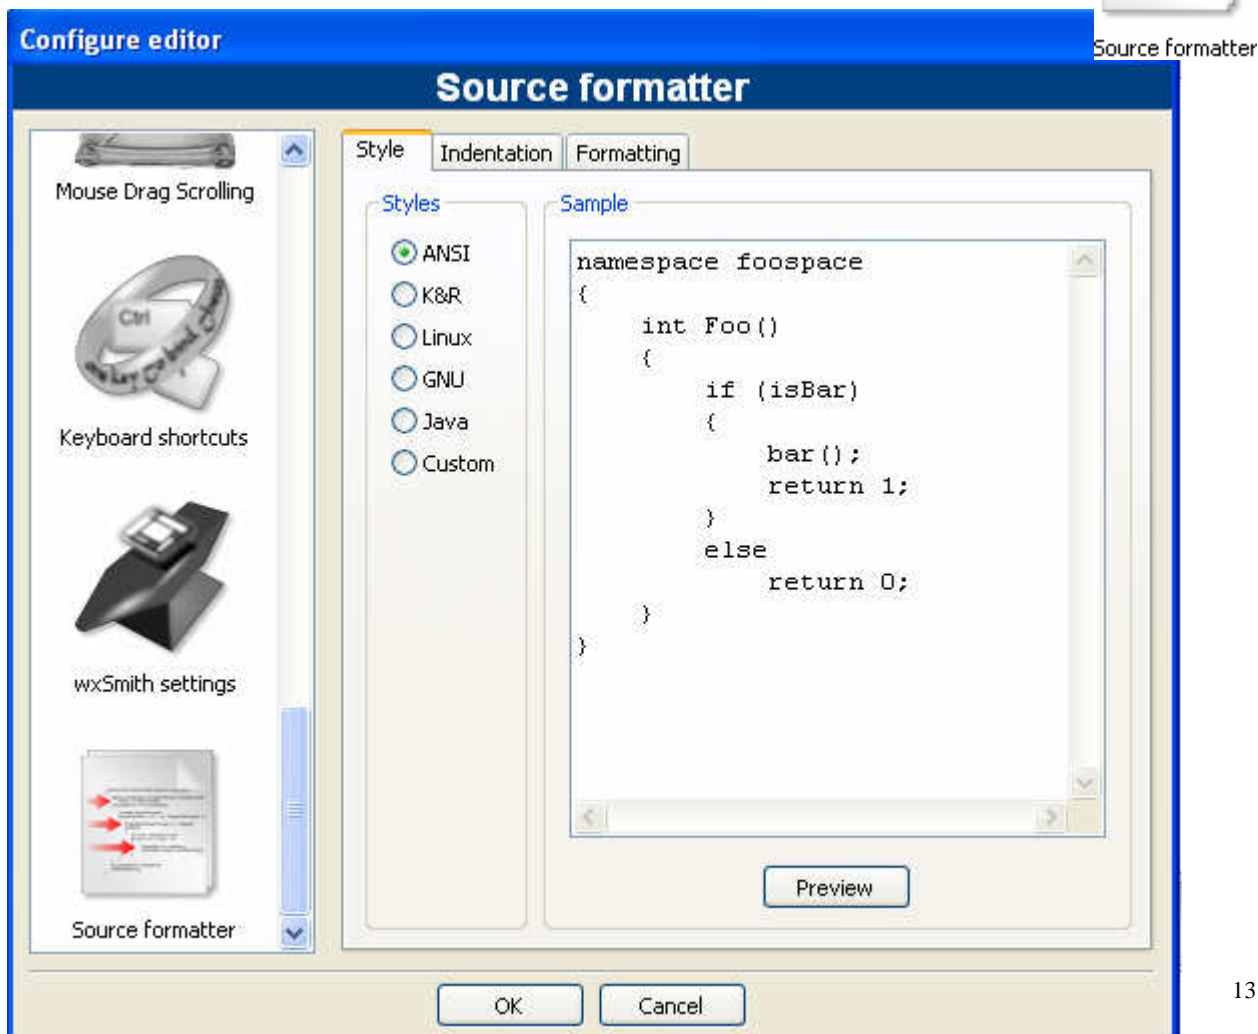 Configure editor
Source formatter
Source formatter
Mouse Drag Scrolling
Ctrl
Keyboard shortcuts
wxSmith settings
Source formatter
Style Indentation Formatting
Styles
ANSI
K&R
Linux
GNU
Java
Custom
Sample
namespace foospace
{
    int Foo()
    {
        if (isBar)
        {
            bar();
            return 1;
        }
        else
            return 0;
    }
}
Preview
OK Cancel
13